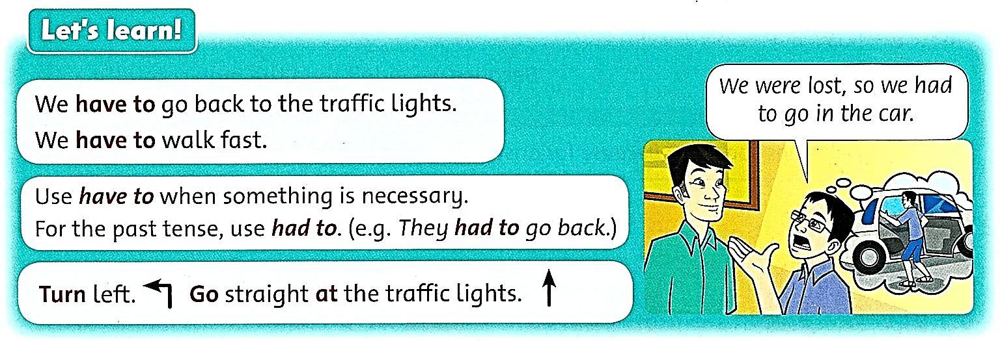 Let's learn!
We have to go back to the traffic lights.
We have to walk fast.
Use have to when something is necessary.
For the past tense, use had to. (e.g. They had to go back.)
Turn left. Go straight at the traffic lights.
We were lost, so we had
to go in the car.